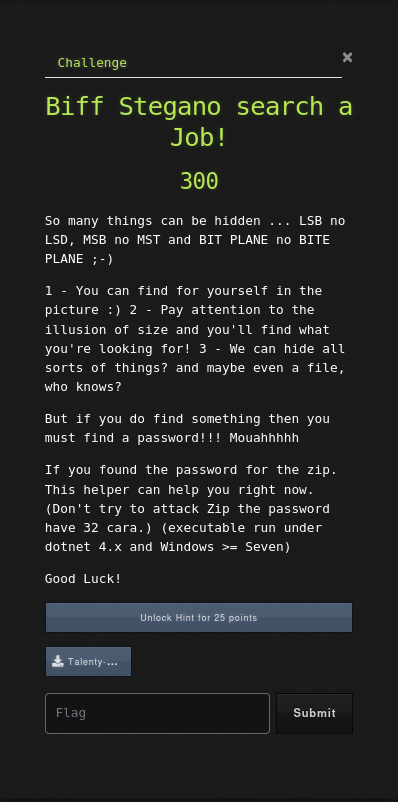 Challenge
×
Biff Stegano search a
Job!
300
So many things can be hidden ... LSB no
LSD, MSB no MST and BIT PLANE no BITE
PLANE ;-)
1 - You can find for yourself in the
picture :) 2 - Pay attention to the
illusion of size and you'll find what
you're looking for! 3 - We can hide all
sorts of things? and maybe even a file,
who knows?
But if you do find something then you
must find a password!!! Mouahhhhh
If you found the password for the zip.
This helper can help you right now.
(Don't try to attack Zip the password
have 32 cara.) (executable run under
dotnet 4.x and Windows >= Seven)
Good Luck!
Unlock Hint for 25 points
Talenty-...
Flag
Submit